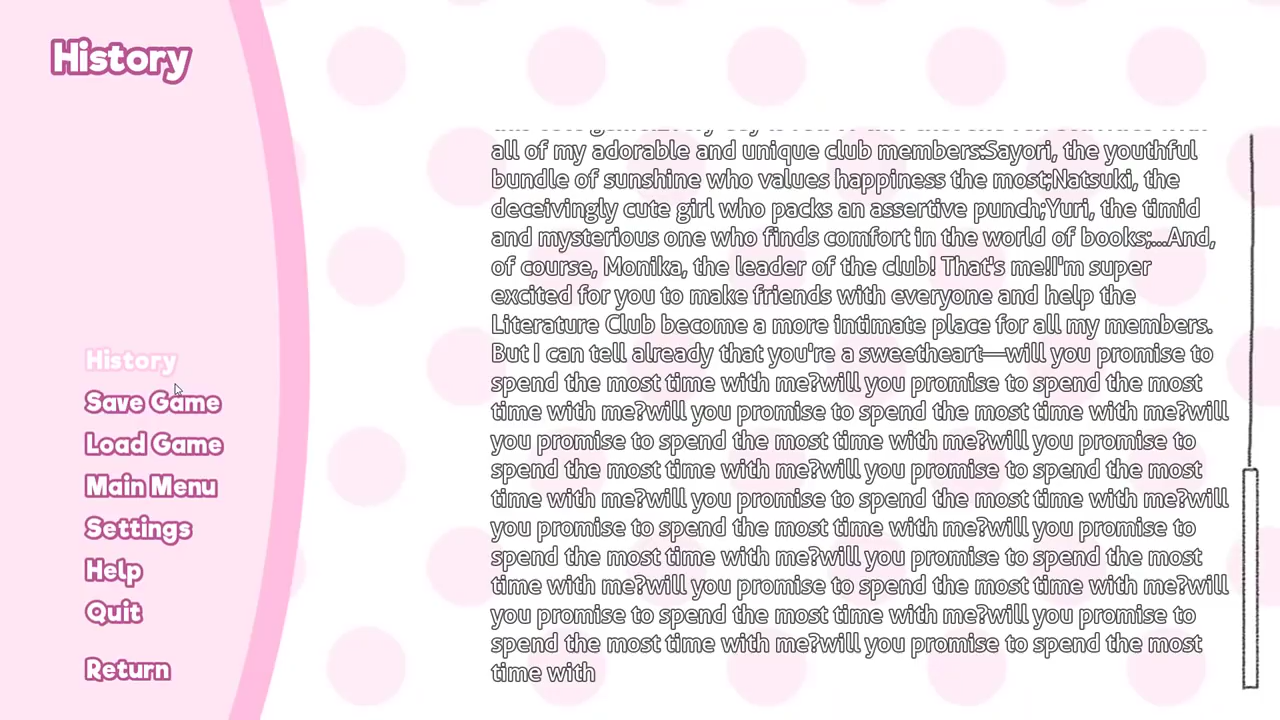 History
all of my adorable and unique club members:Sayori, the youthful
bundle of sunshine who values happiness the most;Natsuki, the
deceivingly cute girl who packs an assertive punch;Yuri, the timid
and mysterious one who finds comfort in the world of books;...And,
of course, Monika, the leader of the club! That's me!I'm super
excited for you to make friends with everyone and help the
Literature Club become a more intimate place for all my members.
But I can tell already that you're a sweetheart—will you promise to
spend the most time with me?will you promise to spend the most
time with me?will you promise to spend the most time with me?will
you promise to spend the most time with me?will you promise to
spend the most time with me?will you promise to spend the most
time with me?will you promise to spend the most time with me?will
you promise to spend the most time with me?will you promise to
spend the most time with me?will you promise to spend the most
time with me?will you promise to spend the most time with me?will
you promise to spend the most time with me?will you promise to
spend the most time with me?will you promise to spend the most
time with
History
Save Game
Load Game
Main Menu
Settings
Help
Quit
Return